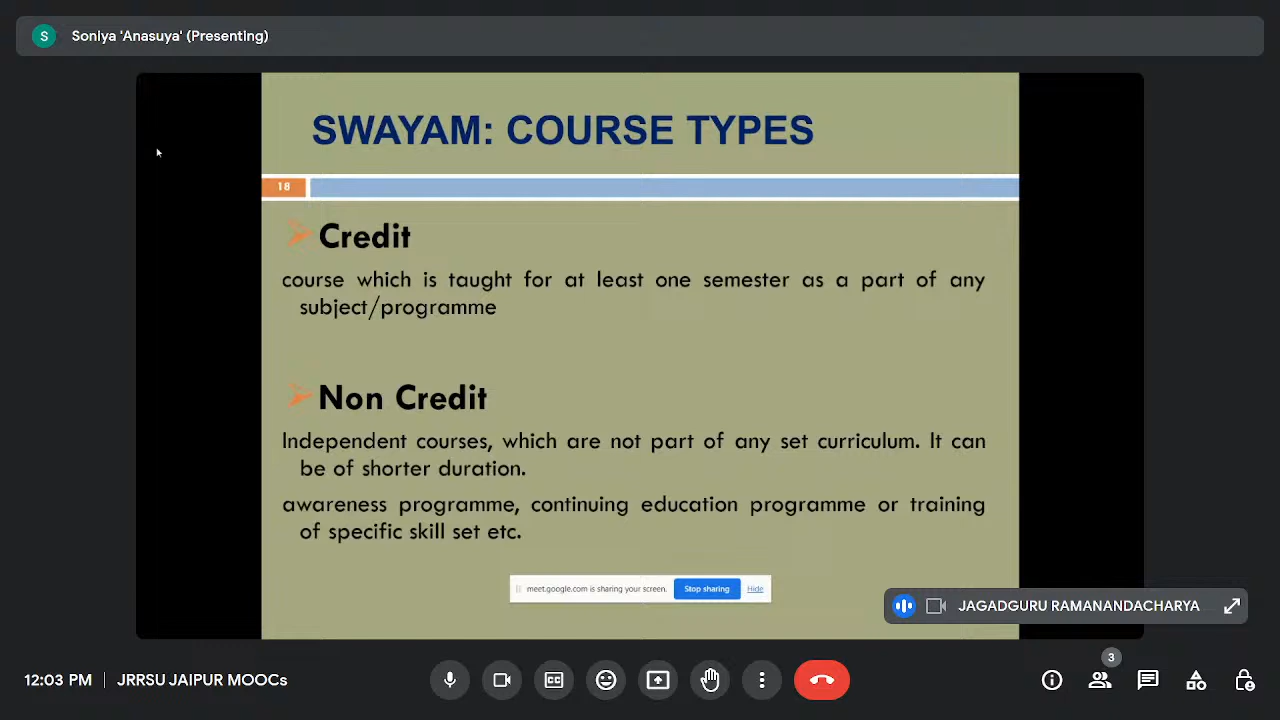 S
Soniya 'Anasuya' (Presenting)
SWAYAM: COURSE TYPES
18
Credit
course which is taught for at least one semester as a part of any
subject/programme
Non Credit
Independent courses, which are not part of any set curriculum. It can
be of shorter duration.
awareness programme, continuing education programme or training
of specific skill set etc.
meet.google.com is sharing your screen. Stop sharing Hide
JAGADGURU RAMANANDACHARYA
3
12:03 PM | JRRSU JAIPUR MOOCs